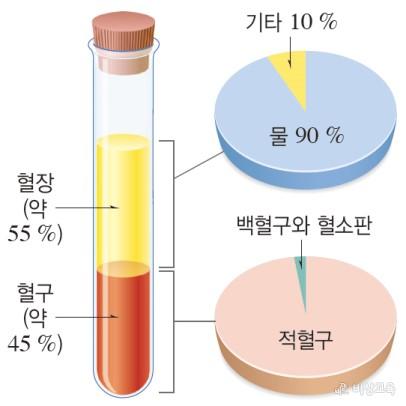 기타 10 %
물 90 %
혈장
(약
55 %)
백혈구와 혈소판
혈구
(약
45 %)
적혈구
비상교육